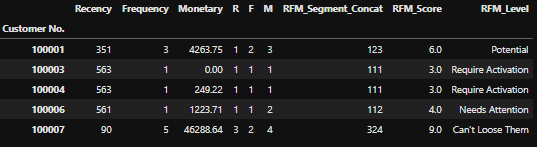 Recency Frequency Monetary R F M RFM_Segment_Concat RFM_Score RFM_Level
Customer No.
100001 351 3 4263.75 1 2 3 123 6.0 Potential
100003 563 1 0.00 1 1 1 111 3.0 Require Activation
100004 563 1 249.22 1 1 1 111 3.0 Require Activation
100006 561 1 1223.71 1 1 2 112 4.0 Needs Attention
100007 90 5 46288.64 3 2 4 324 9.0 Can't Loose Them